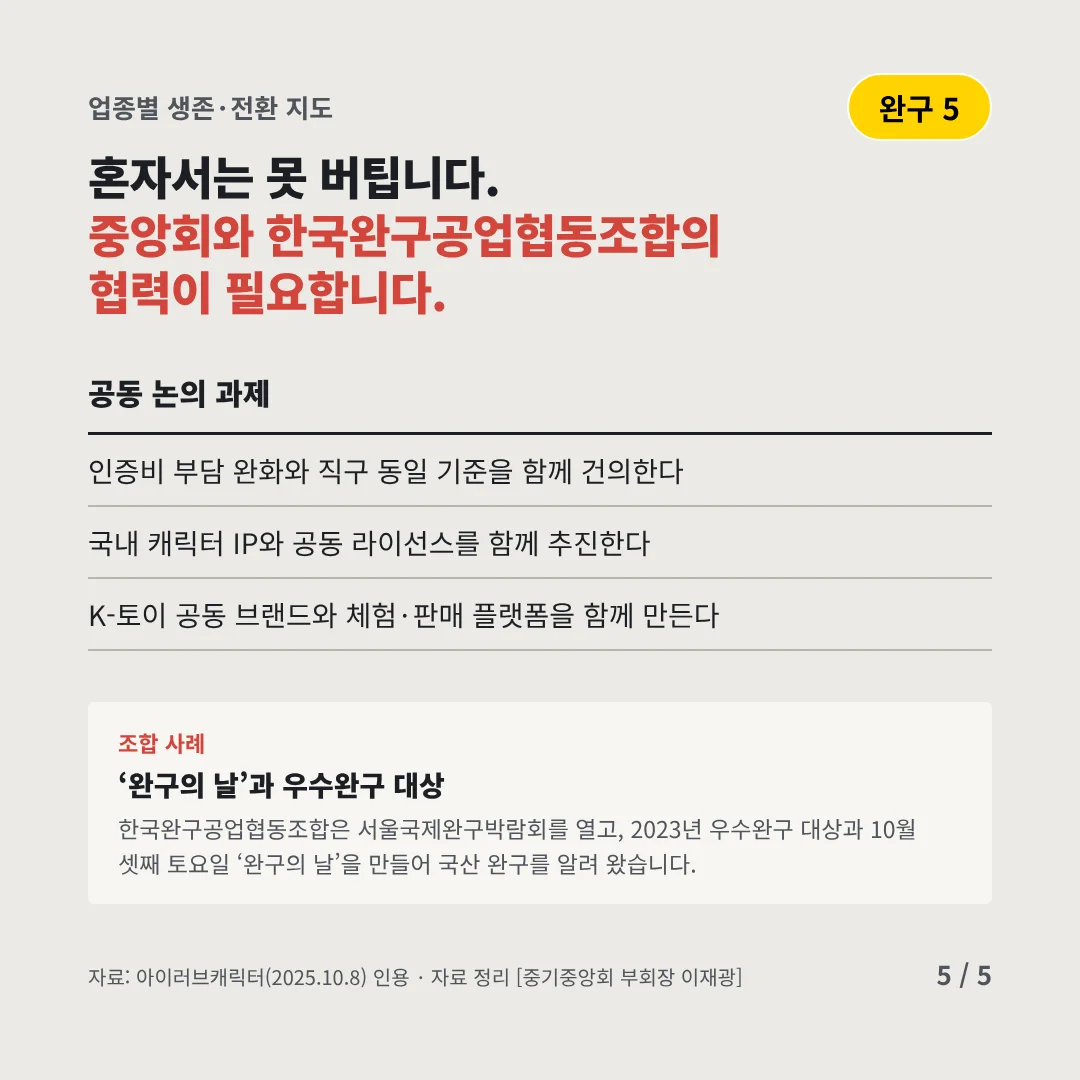 업종별 생존·전환 지도
완구 5
혼자서는 못 버팁니다.
중앙회와 한국완구공업협동조합의
협력이 필요합니다.
공동 논의 과제
인증비 부담 완화와 직구 동일 기준을 함께 건의한다
국내 캐릭터 IP와 공동 라이선스를 함께 추진한다
K-토이 공동 브랜드와 체험·판매 플랫폼을 함께 만든다
조합 사례
‘완구의 날’과 우수완구 대상
한국완구공업협동조합은 서울국제완구박람회를 열고, 2023년 우수완구 대상과 10월
셋째 토요일 ‘완구의 날’을 만들어 국산 완구를 알려 왔습니다.
자료: 아이러브캐릭터(2025.10.8) 인용 · 자료 정리 [중기중앙회 부회장 이재광]
5 / 5